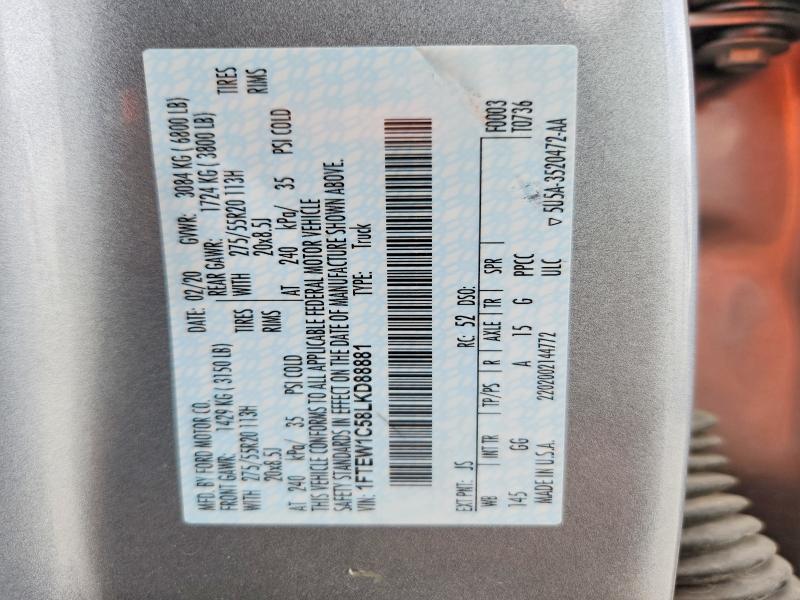 MFD. BY FORD MOTOR CO.
DATE: 02/20 GVWR: 3084 KG (6800 LB)
FRONT GAWR: 1429 KG (3150 LB)
REAR GAWR: 1724 KG (3800 LB)
WITH 275/55R20 113H TIRES
WITH 275/55R20 113H TIRES
20x8.5J RIMS
20x8.5J RIMS
AT 240 kPa/ 35 PSI COLD
AT 240 kPa/ 35 PSI COLD
THIS VEHICLE CONFORMS TO ALL APPLICABLE FEDERAL MOTOR VEHICLE
SAFETY STANDARDS IN EFFECT ON THE DATE OF MANUFACTURE SHOWN ABOVE.
VIN: 1FTEW1C58LKD88881 TYPE: Truck
F0003
T0736
EXT PNT: JS RC: 52 DSO:
WB INT TR TP/PS R AXLE TR SPR
145 GG A 15 G PPCC
MADE IN U.S.A. 2202002144772 ULC
▽ 5U5A-3520472-AA